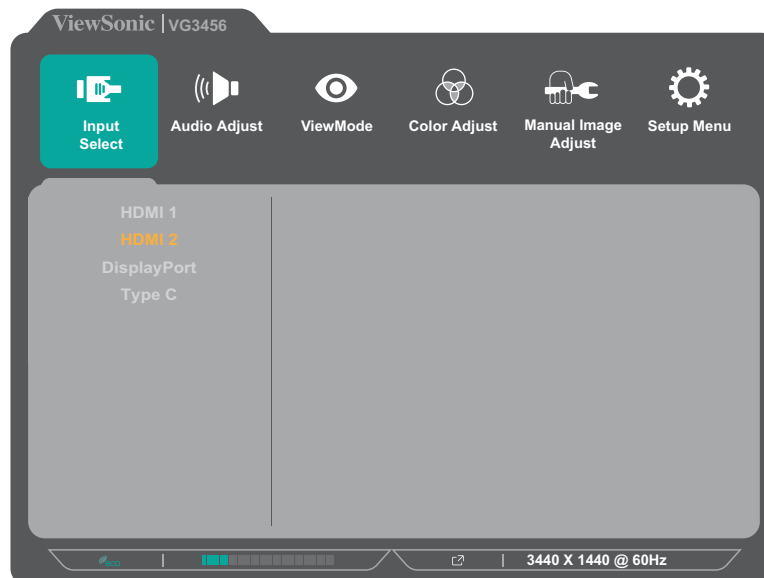 ViewSonic | VG3456
Input Select
Audio Adjust
ViewMode
Color Adjust
Manual Image Adjust
Setup Menu
HDMI 1
HDMI 2
DisplayPort
Type C
eco
3440 X 1440 @ 60Hz